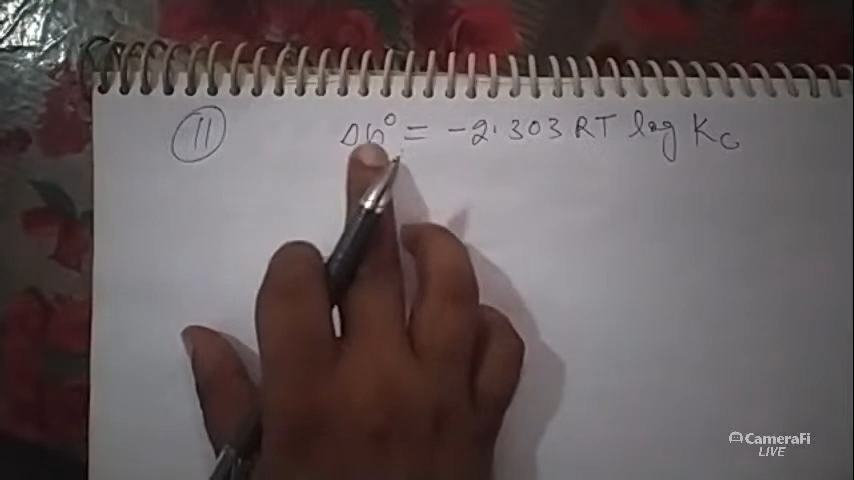 11 ΔG° = -2.303 RT log Kc
CameraFi
LIVE